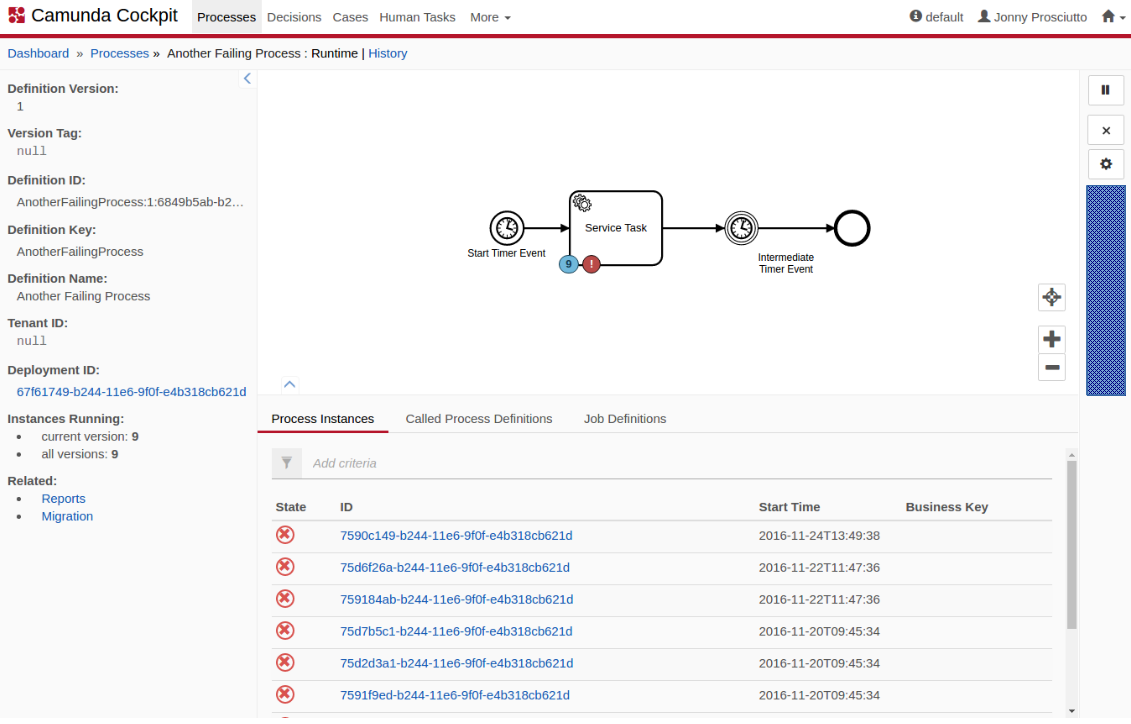 Camunda Cockpit Processes Decisions Cases Human Tasks More default Jonny Prosciutto
Dashboard » Processes » Another Failing Process : Runtime | History
Definition Version:
1
Version Tag:
null
Definition ID:
AnotherFailingProcess:1:6849b5ab-b2...
Definition Key:
AnotherFailingProcess
Definition Name:
Another Failing Process
Tenant ID:
null
Deployment ID:
67f61749-b244-11e6-9f0f-e4b318cb621d
Instances Running:
• current version: 9
• all versions: 9
Related:
• Reports
• Migration
Start Timer Event
Service Task
9 !
Intermediate
Timer Event
Process Instances Called Process Definitions Job Definitions
Add criteria
State ID Start Time Business Key
7590c149-b244-11e6-9f0f-e4b318cb621d 2016-11-24T13:49:38
75d6f26a-b244-11e6-9f0f-e4b318cb621d 2016-11-22T11:47:36
759184ab-b244-11e6-9f0f-e4b318cb621d 2016-11-22T11:47:36
75d7b5c1-b244-11e6-9f0f-e4b318cb621d 2016-11-20T09:45:34
75d2d3a1-b244-11e6-9f0f-e4b318cb621d 2016-11-20T09:45:34
7591f9ed-b244-11e6-9f0f-e4b318cb621d 2016-11-20T09:45:34